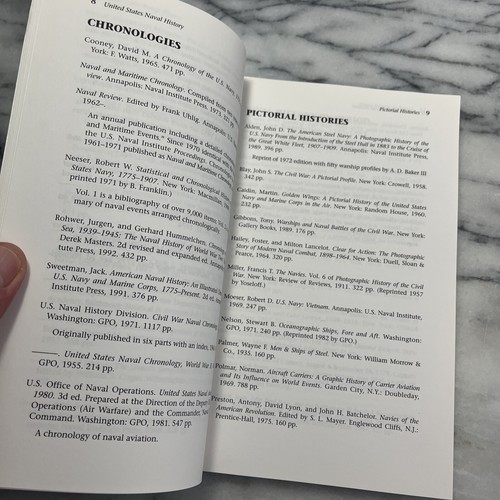 8 United States Naval History
CHRONOLOGIES
Cooney, David M. A Chronology of the U.S. Navy,
York: F. Watts, 1965. 471 pp.
Naval and Maritime Chronology. Compiled from
view. Annapolis: Naval Institute Press, 1973.
Naval Review. Edited by Frank Uhlig. Annapolis:
1962–.
An annual publication including a detailed
and Maritime Events." Since 1970 identical
the U.S. Naval Institute Proceedings.
1961–1971 published as Naval and Maritime
Neeser, Robert W. Statistical and Chronological
States Navy, 1775–1907. New York: Macmillan,
printed 1971 by B. Franklin.)
Vol. 1 is a bibliography of over 9,000 items,
mary of naval events arranged chronologically
Rohwer, Jurgen, and Gerhard Hummelchen.
Sea, 1939–1945: The Naval History of World War
Derek Masters. 2d revised and expanded ed.
tute Press, 1992. 432 pp.
Sweetman, Jack. American Naval History: An
U.S. Navy and Marine Corps, 1775–Present. 2d ed.
Institute Press, 1991. 376 pp.
U.S. Naval History Division. Civil War Naval
Washington: GPO, 1971. 1117 pp.
Originally published in six parts with an index,
———. United States Naval Chronology, World War
GPO, 1955. 214 pp.
U.S. Office of Naval Operations. United States Naval
1980. 3d ed. Prepared at the Direction of the
Operations (Air Warfare) and the Commander,
Command. Washington: GPO, 1981. 547 pp.
A chronology of naval aviation.
Pictorial Histories 9
PICTORIAL HISTORIES
Alden, John D. The American Steel Navy: A Photographic History of the
U.S. Navy From the Introduction of the Steel Hull in 1883 to the Cruise of
the Great White Fleet, 1907–1909. Annapolis: Naval Institute Press,
1989. 396 pp.
Reprint of 1972 edition with fifty warship profiles by A. D. Baker III
Blay, John S. The Civil War: A Pictorial Profile. New York: Crowell, 1958.
342 pp.
Caidin, Martin. Golden Wings: A Pictorial History of the United States
Navy and Marine Corps in the Air. New York: Random House, 1960.
232 pp.
Gibbons, Tony. Warships and Naval Battles of the Civil War. New York:
Gallery Books, 1989. 176 pp.
Hailey, Foster, and Milton Lancelot. Clear for Action: The Photographic
Story of Modern Naval Combat, 1898–1964. New York: Duell, Sloan &
Pearce, 1964. 320 pp.
Miller, Francis T. The Navies. Vol. 6 of Photographic History of the Civil
War. New York: Review of Reviews, 1911. 322 pp. (Reprinted 1957
by Yoseloff.)
Moeser, Robert D. U.S. Navy: Vietnam. Annapolis: U.S. Naval Institute,
1969. 247 pp.
Nelson, Stewart B. Oceanographic Ships, Fore and Aft. Washington:
GPO, 1971. 240 pp. (Reprinted 1982 by GPO.)
Palmer, Wayne F. Men & Ships of Steel. New York: William Morrow &
Co., 1935. 160 pp.
Polmar, Norman. Aircraft Carriers: A Graphic History of Carrier Aviation
and Its Influence on World Events. Garden City, N.Y.: Doubleday,
1969. 788 pp.
Preston, Antony, David Lyon, and John H. Batchelor. Navies of the
American Revolution. Edited by S. L. Mayer. Englewood Cliffs, N.J.:
Prentice-Hall, 1975. 160 pp.